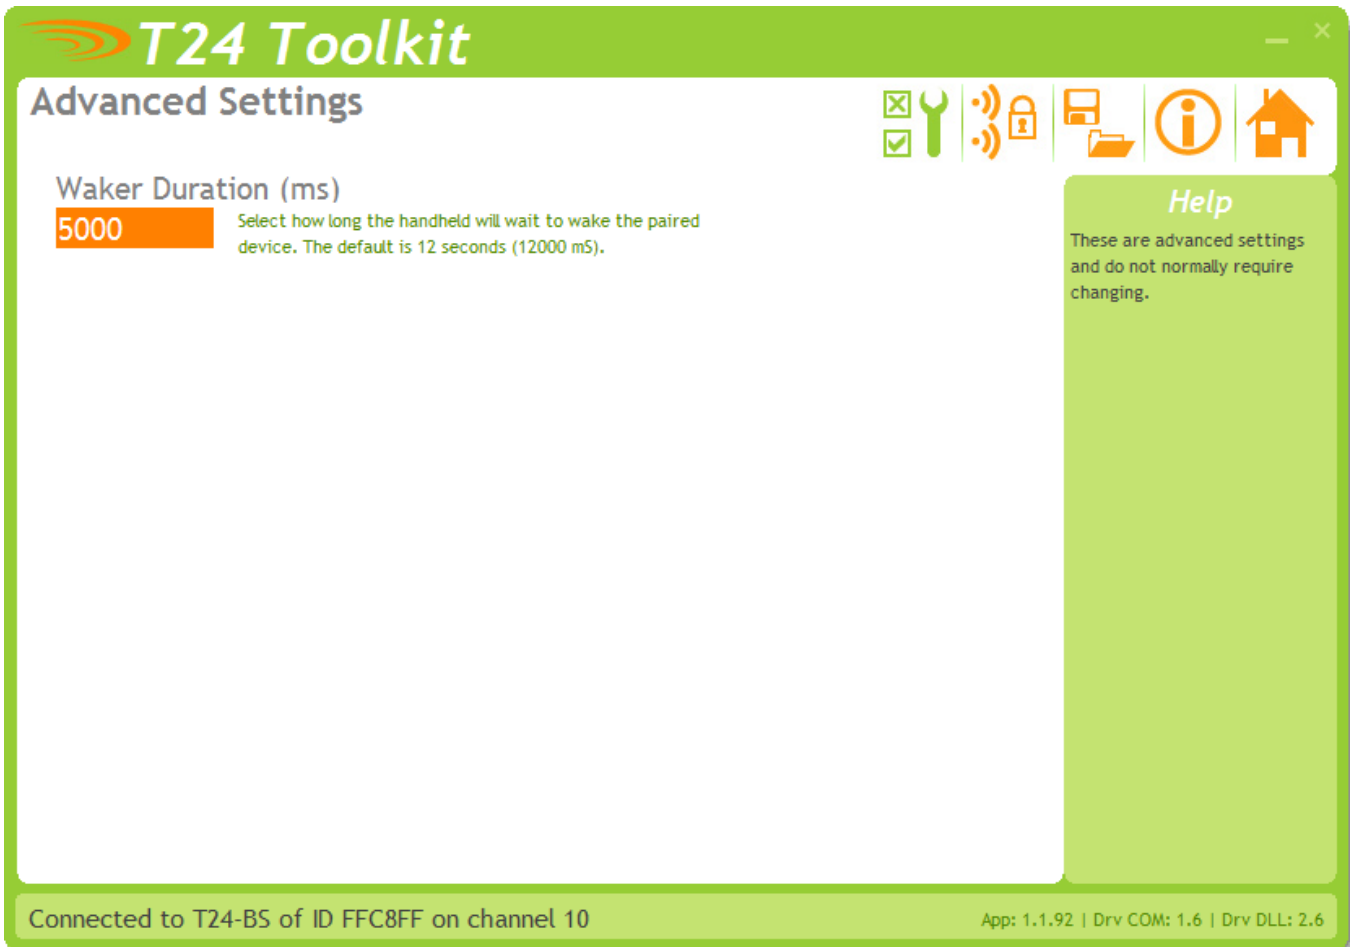 T24 Toolkit
Advanced Settings
Waker Duration (ms)
5000
Select how long the handheld will wait to wake the paired
device. The default is 12 seconds (12000 mS).
Help
These are advanced settings
and do not normally require
changing.
Connected to T24-BS of ID FFC8FF on channel 10
App: 1.1.92 | Drv COM: 1.6 | Drv DLL: 2.6